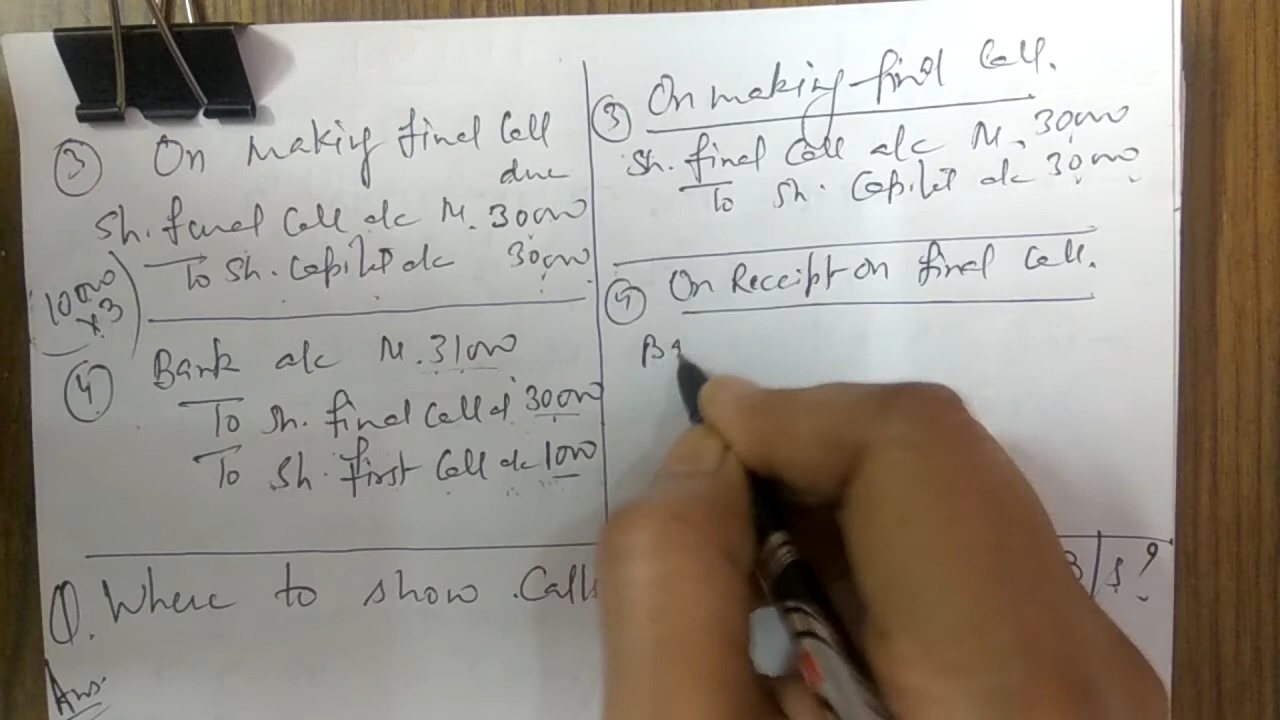 ③ On making final Call
due
Sh. final Call a/c Dr. 30000
To Sh. Capital a/c 30000
10000
× 3
④ Bank a/c Dr. 31000
To Sh. final Call a/c 30000
To Sh. first Call a/c 1000
③ On making final Call.
Sh. final Call a/c Dr. 30000
To Sh. Capital a/c 30000
④ On Receipt on final Call.
Ba
Q. Where to show Calls B/S?
Ans.